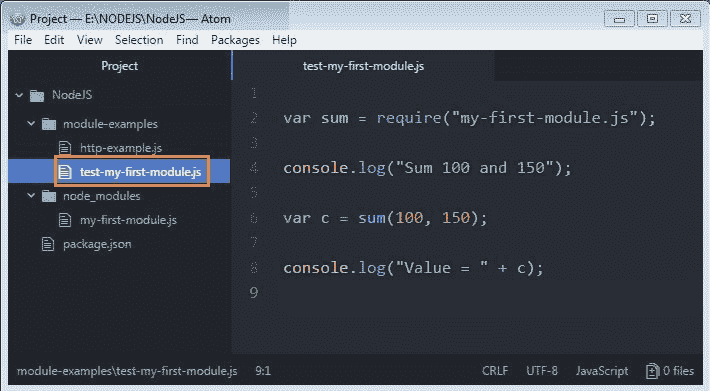 Project — E:\NODEJS\NodeJS— Atom
File Edit View Selection Find Packages Help
Project
NodeJS
module-examples
http-example.js
test-my-first-module.js
node_modules
my-first-module.js
package.json
test-my-first-module.js
1
2 var sum = require("my-first-module.js");
3
4 console.log("Sum 100 and 150");
5
6 var c = sum(100, 150);
7
8 console.log("Value = " + c);
9
module-examples\test-my-first-module.js 9:1 CRLF UTF-8 JavaScript 0 files